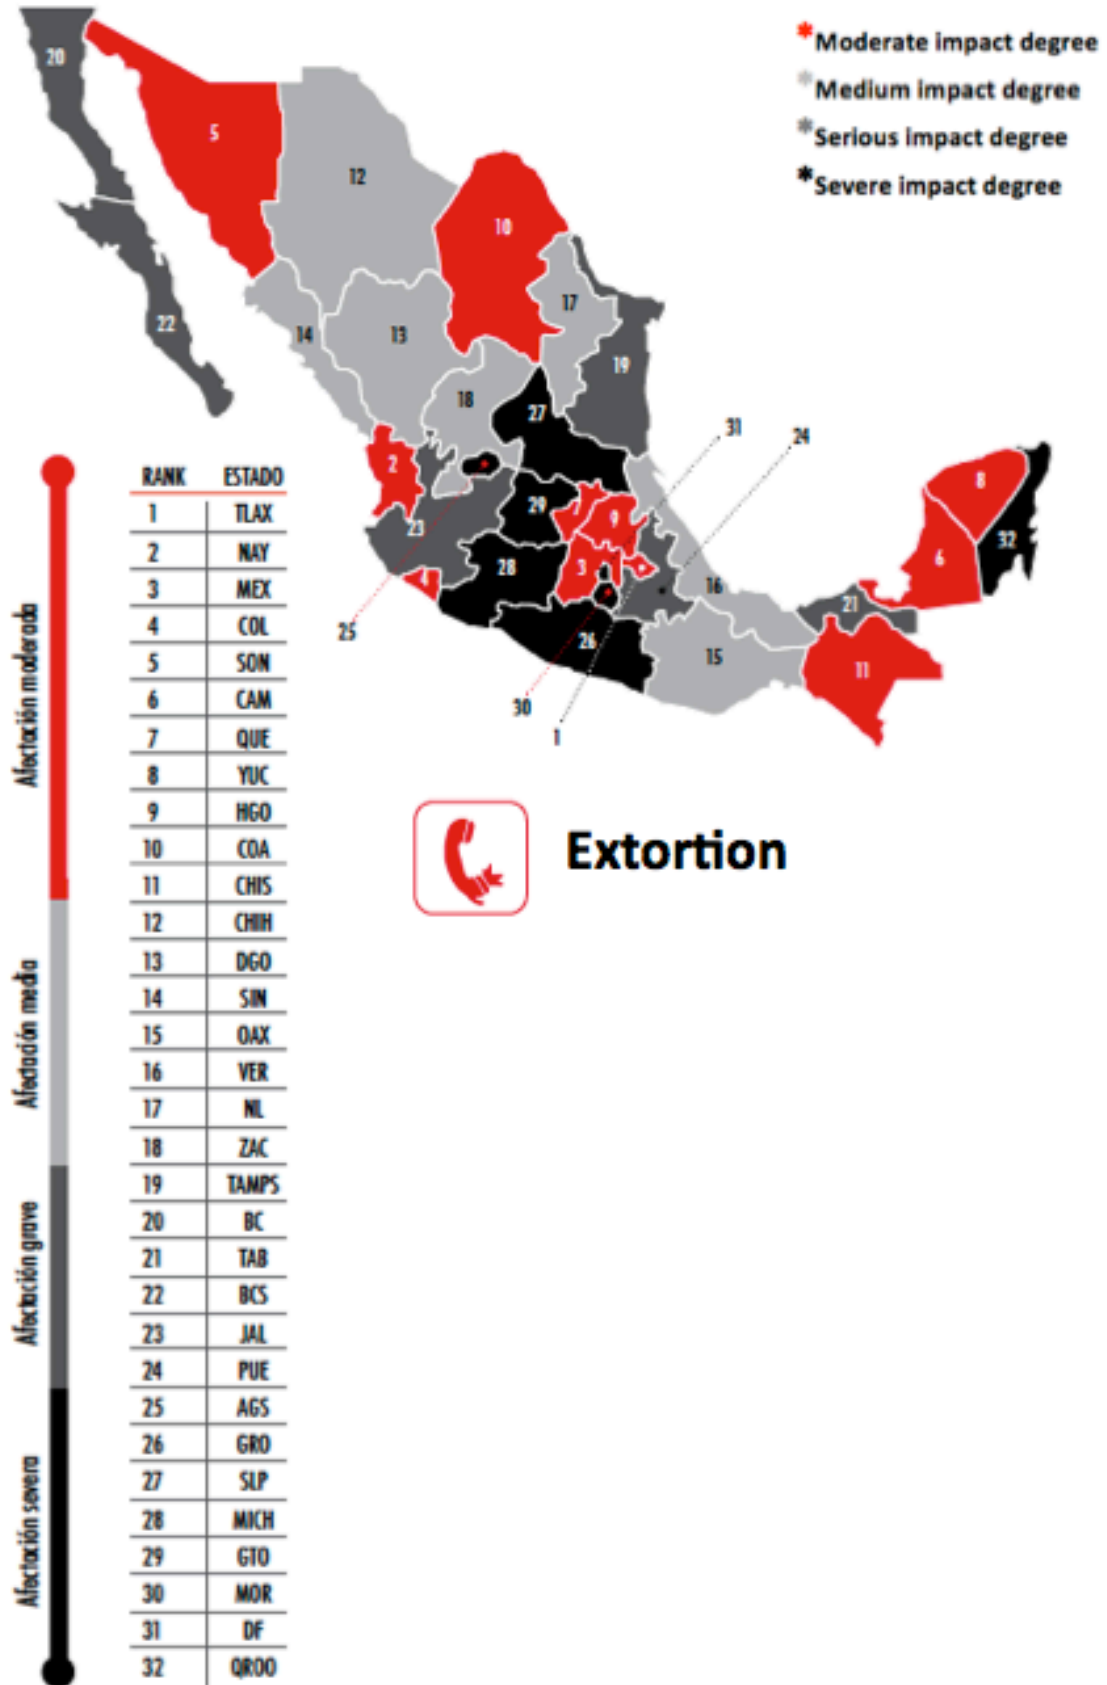 *Moderate impact degree
*Medium impact degree
*Serious impact degree
*Severe impact degree
20
5
12
10
22
14
13
17
19
18
27
31
24
2
29
7
9
8
23
32
4
28
3
6
16
21
25
26
15
11
30
1
Extortion
Afectación moderada
Afectación media
Afectación grave
Afectación severa
RANK ESTADO
1 TLAX
2 NAY
3 MEX
4 COL
5 SON
6 CAM
7 QUE
8 YUC
9 HGO
10 COA
11 CHIS
12 CHIH
13 DGO
14 SIN
15 OAX
16 VER
17 NL
18 ZAC
19 TAMPS
20 BC
21 TAB
22 BCS
23 JAL
24 PUE
25 AGS
26 GRO
27 SLP
28 MICH
29 GTO
30 MOR
31 DF
32 QROO